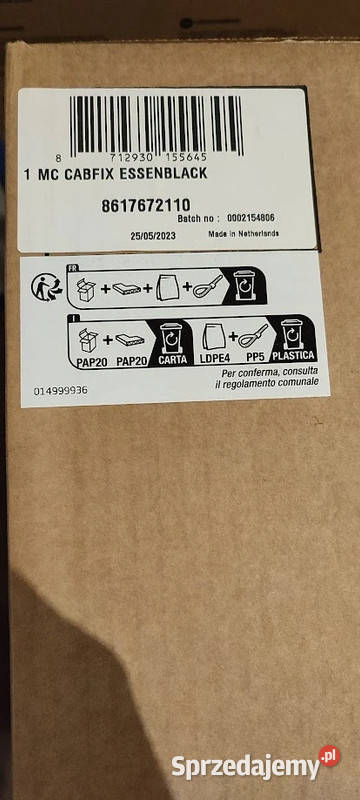 8 712930 155645
1 MC CABFIX ESSENBLACK
8617672110
Batch no : 0002154806
25/05/2023 Made in Netherlands
FR
I
PAP20 PAP20 CARTA LDPE4 PP5 PLASTICA
Per conferma, consulta
il regolamento comunale
014999936
Sprzedajemy.pl